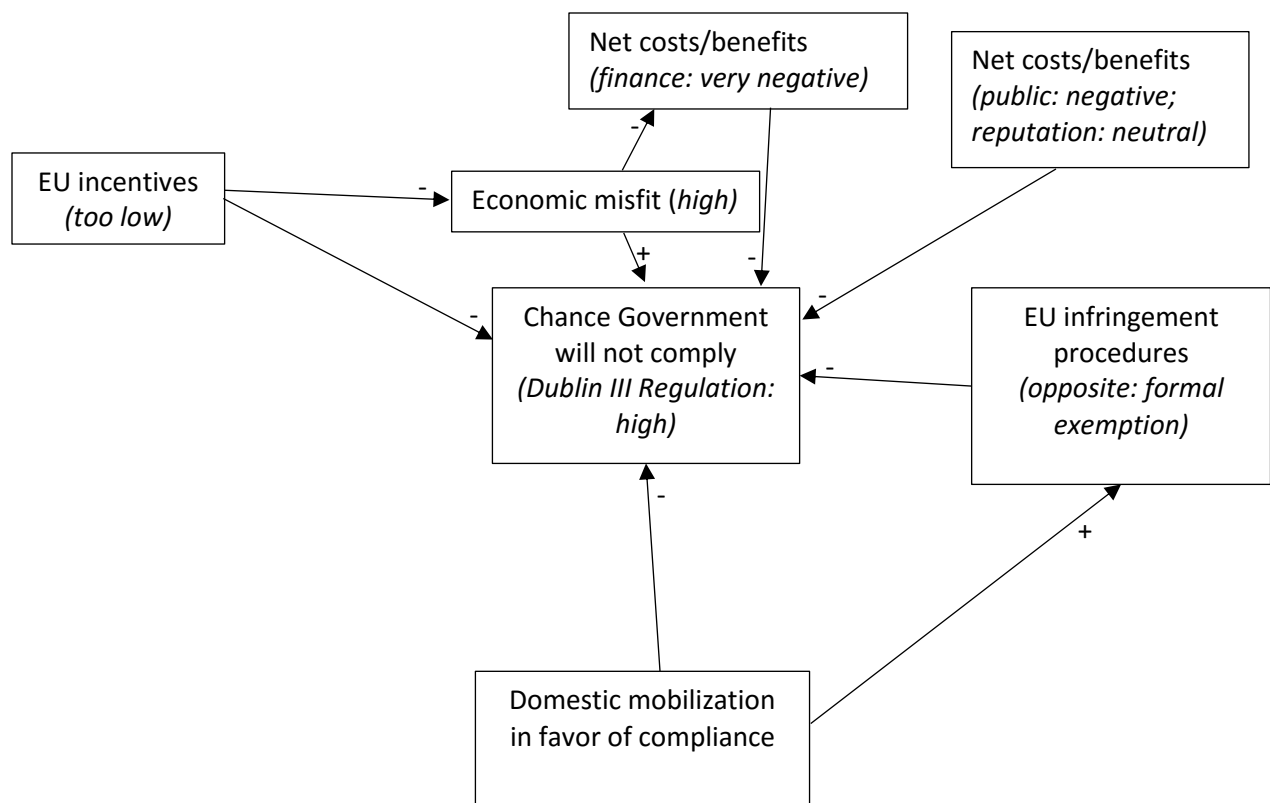 Net costs/benefits
(finance: very negative)
Net costs/benefits
(public: negative;
reputation: neutral)
-
EU incentives
(too low)
-
Economic misfit (high)
+
-
-
-
Chance Government
will not comply
(Dublin III Regulation:
high)
-
EU infringement
procedures
(opposite: formal
exemption)
-
+
Domestic mobilization
in favor of compliance